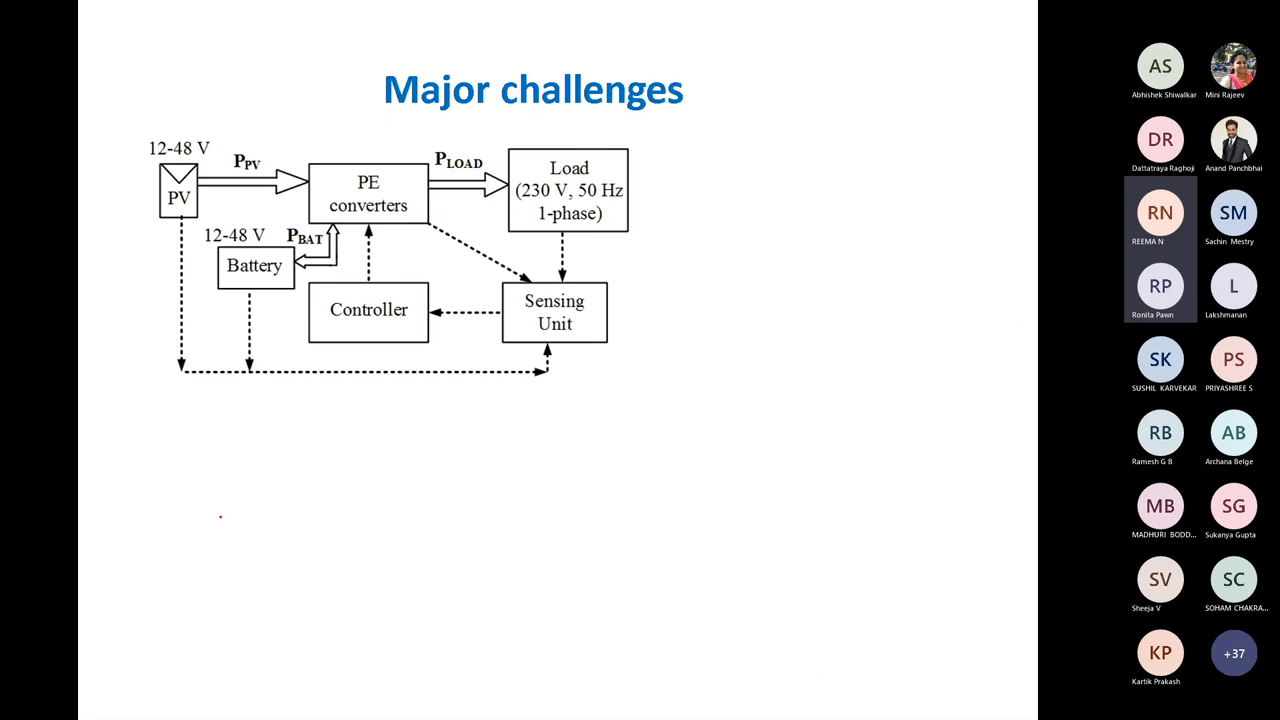 Major challenges
12-48 V
PPV
PV
PE
converters
PLOAD
Load
(230 V, 50 Hz
1-phase)
12-48 V
PBAT
Battery
Controller
Sensing
Unit
AS
Abhishek Shiwalkar
Mini Rajeev
DR
Dattatraya Raghoji
Anand Panchbhai
RN
REEMA N
SM
Sachin Mestry
RP
Ronita Pawn
L
Lakshmanan
SK
SUSHIL KARVEKAR
PS
PRIYASHREE S
RB
Ramesh G B
AB
Archana Belge
MB
MADHURI BODD...
SG
Sukanya Gupta
SV
Sheeja V
SC
SOHAM CHAKRA...
KP
Kartik Prakash
+37